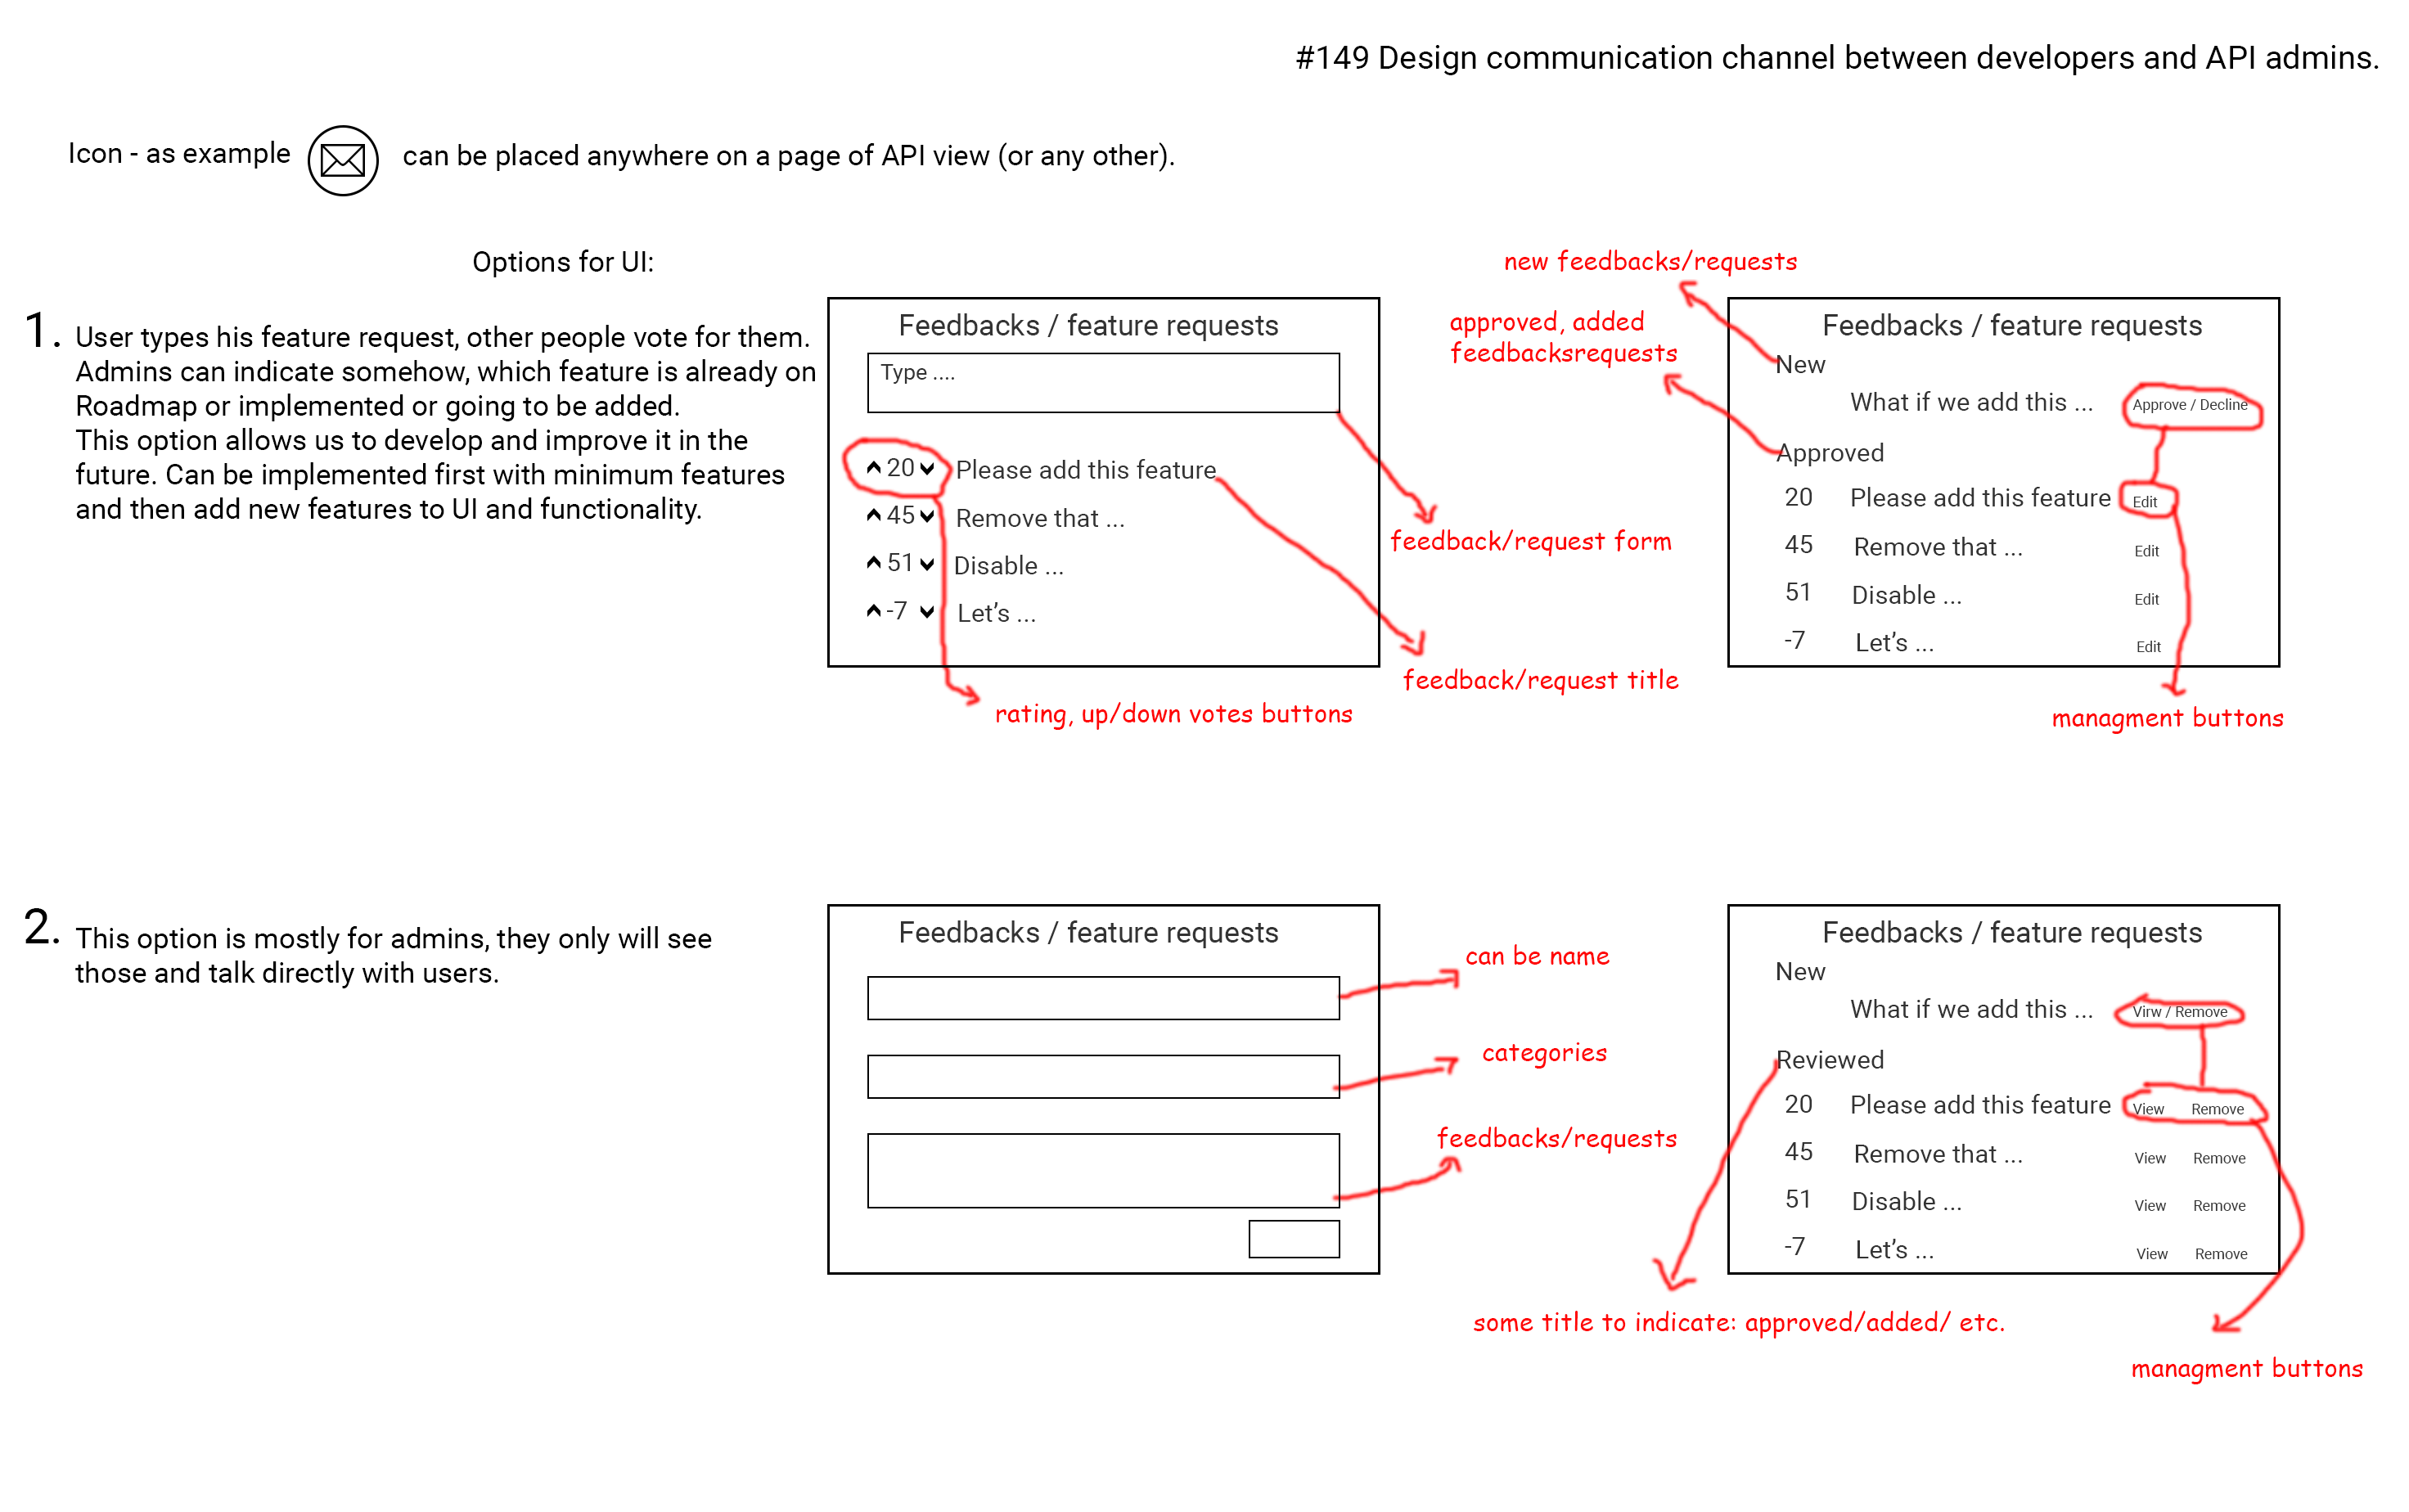 #149 Design communication channel between developers and API admins.
Icon - as example can be placed anywhere on a page of API view (or any other).
Options for UI:
1. User types his feature request, other people vote for them.
Admins can indicate somehow, which feature is already on
Roadmap or implemented or going to be added.
This option allows us to develop and improve it in the
future. Can be implemented first with minimum features
and then add new features to UI and functionality.
Feedbacks / feature requests
Type ....
20 Please add this feature
45 Remove that ...
51 Disable ...
-7 Let's ...
feedback/request form
feedback/request title
rating, up/down votes buttons
new feedbacks/requests
approved, added
feedbacksrequests
Feedbacks / feature requests
New
What if we add this ... Approve / Decline
Approved
20 Please add this feature Edit
45 Remove that ... Edit
51 Disable ... Edit
-7 Let's ... Edit
managment buttons
2. This option is mostly for admins, they only will see
those and talk directly with users.
Feedbacks / feature requests
can be name
categories
feedbacks/requests
Feedbacks / feature requests
New
What if we add this ... Virw / Remove
Reviewed
20 Please add this feature View Remove
45 Remove that ... View Remove
51 Disable ... View Remove
-7 Let's ... View Remove
some title to indicate: approved/added/ etc.
managment buttons